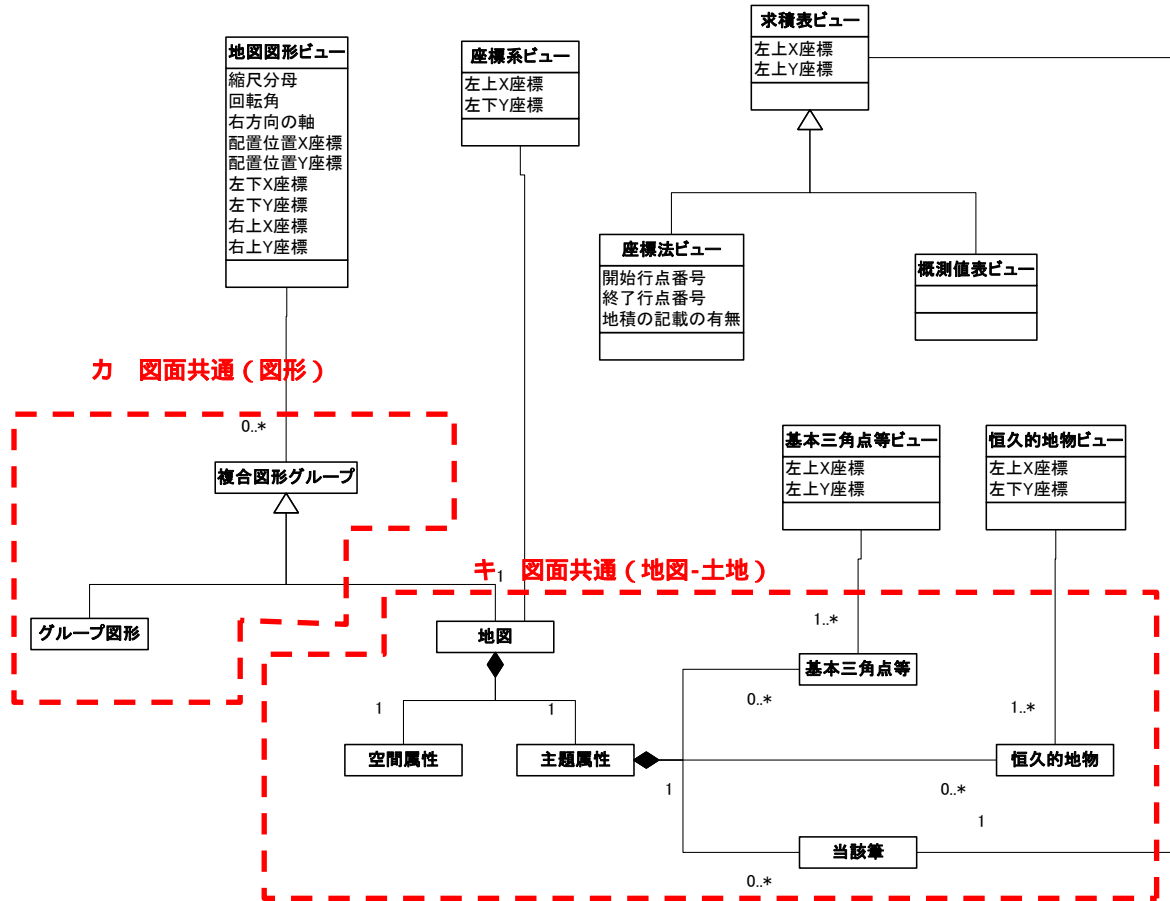 求積表ビュー
左上X座標
左上Y座標
地図図形ビュー
縮尺分母
回転角
右方向の軸
配置位置X座標
配置位置Y座標
左下X座標
左下Y座標
右上X座標
右上Y座標
座標系ビュー
左上X座標
左下Y座標
座標法ビュー
開始行点番号
終了行点番号
地積の記載の有無
概測値表ビュー
カ 図面共通(図形)
0..*
複合図形グループ
基本三角点等ビュー
左上X座標
左上Y座標
恒久的地物ビュー
左上X座標
左下Y座標
1
キ 図面共通(地図-土地)
グループ図形
地図
1..*
基本三角点等
0..*
1
1
1..*
空間属性
主題属性
恒久的地物
1
0..*
1
当該筆
0..*